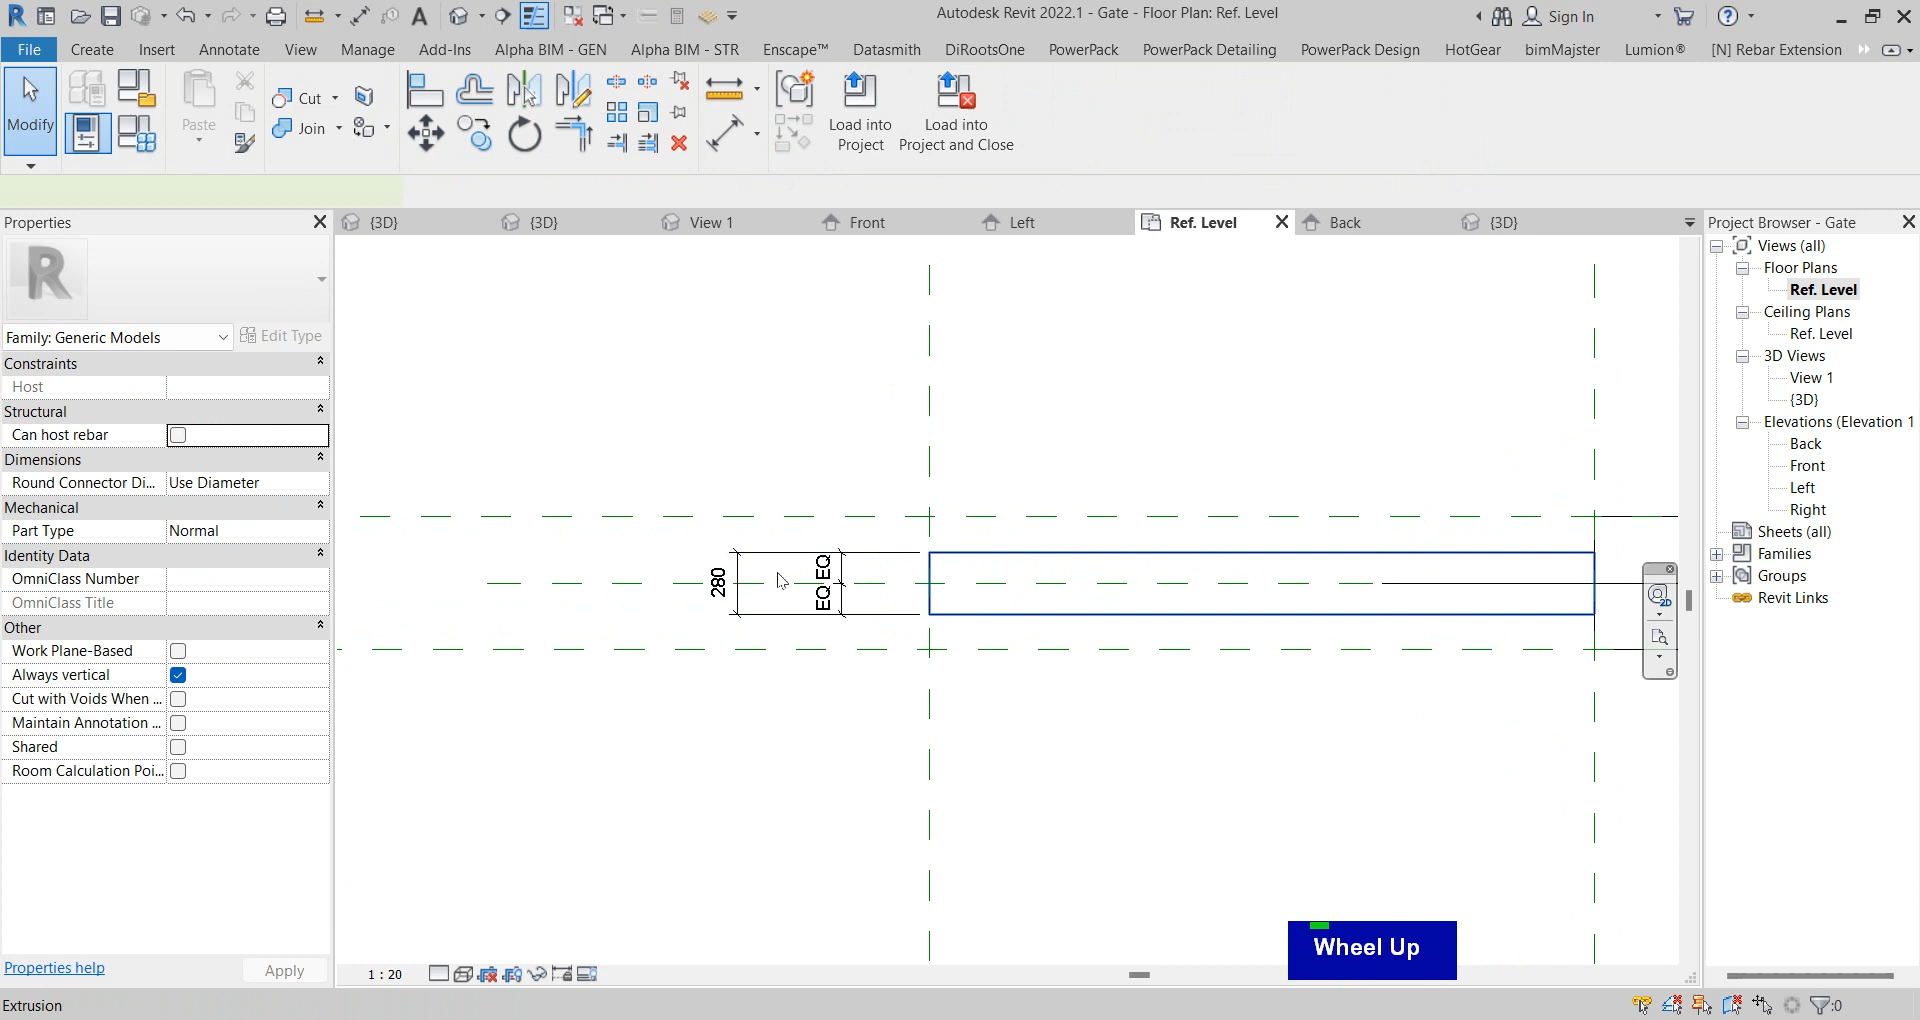 Autodesk Revit 2022.1 - Gate - Floor Plan: Ref. Level
Sign In
File
Create
Insert
Annotate
View
Manage
Add-Ins
Alpha BIM - GEN
Alpha BIM - STR
Enscape™
Datasmith
DiRootsOne
PowerPack
PowerPack Detailing
PowerPack Design
HotGear
bimMajster
Lumion®
[N] Rebar Extension
Modify
Paste
Cut
Join
Load into
Project
Load into
Project and Close
Properties
{3D}
{3D}
View 1
Front
Left
Ref. Level
Back
{3D}
Project Browser - Gate
Family: Generic Models
Edit Type
Constraints
Host
Structural
Can host rebar
Dimensions
Round Connector Di...
Use Diameter
Mechanical
Part Type
Normal
Identity Data
OmniClass Number
OmniClass Title
Other
Work Plane-Based
Always vertical
Cut with Voids When ...
Maintain Annotation ...
Shared
Room Calculation Poi...
Properties help
Apply
280
EQ EQ
Views (all)
Floor Plans
Ref. Level
Ceiling Plans
Ref. Level
3D Views
View 1
{3D}
Elevations (Elevation 1
Back
Front
Left
Right
Sheets (all)
Families
Groups
Revit Links
2D
Wheel Up
1 : 20
Extrusion
:0